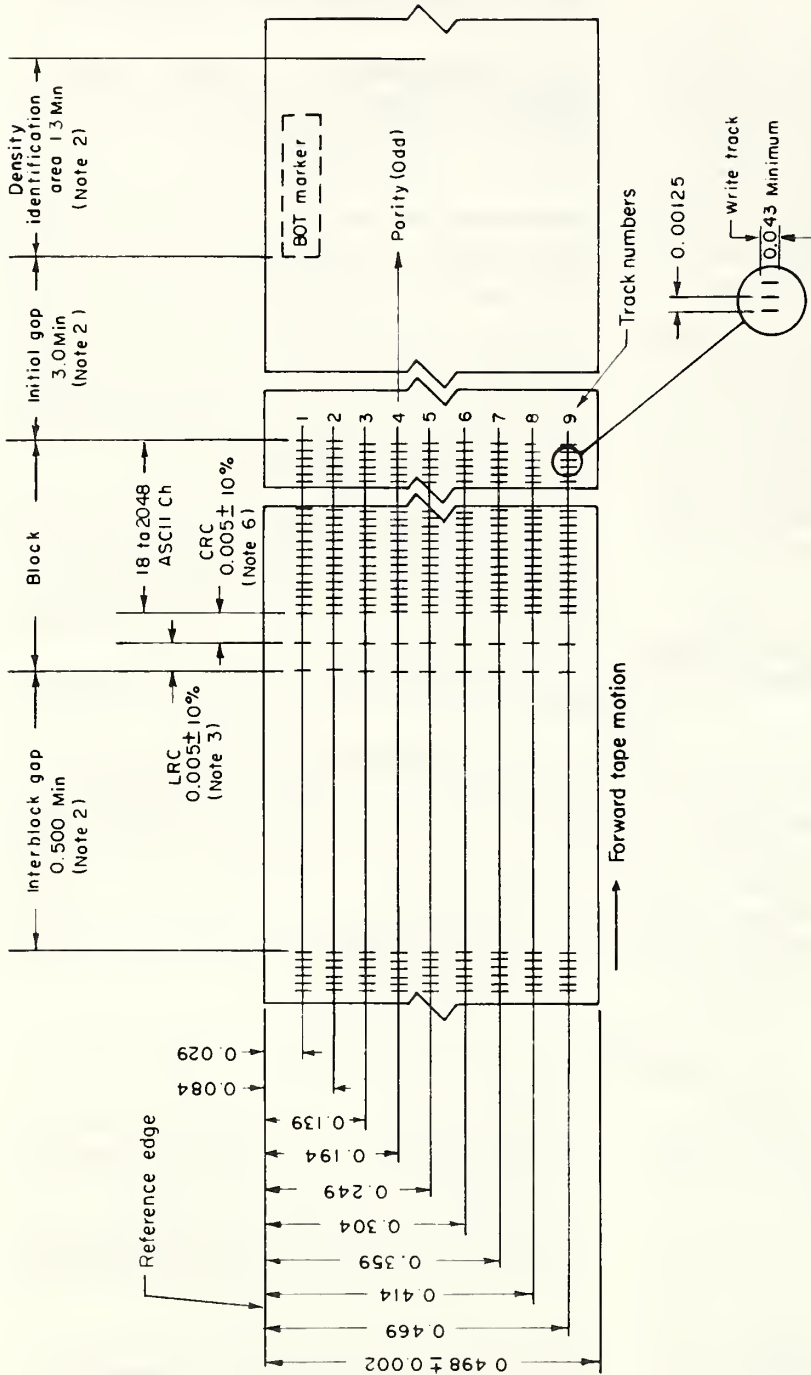 Density
identification
area 1.3 Min
(Note 2)
Initial gap
3.0 Min
(Note 2)
Block
Interblock gap
0.500 Min
(Note 2)
18 to 2048
ASCII Ch
CRC
0.005 ± 10%
(Note 6)
LRC
0.005 ± 10%
(Note 3)
BOT marker
Parity (Odd)
Reference edge
1
2
3
4
5
6
7
8
9
Track numbers
0.00125
Write track
0.043 Minimum
Forward tape motion
0.029
0.084
0.139
0.194
0.249
0.304
0.359
0.414
0.469
0.498 ± 0.002